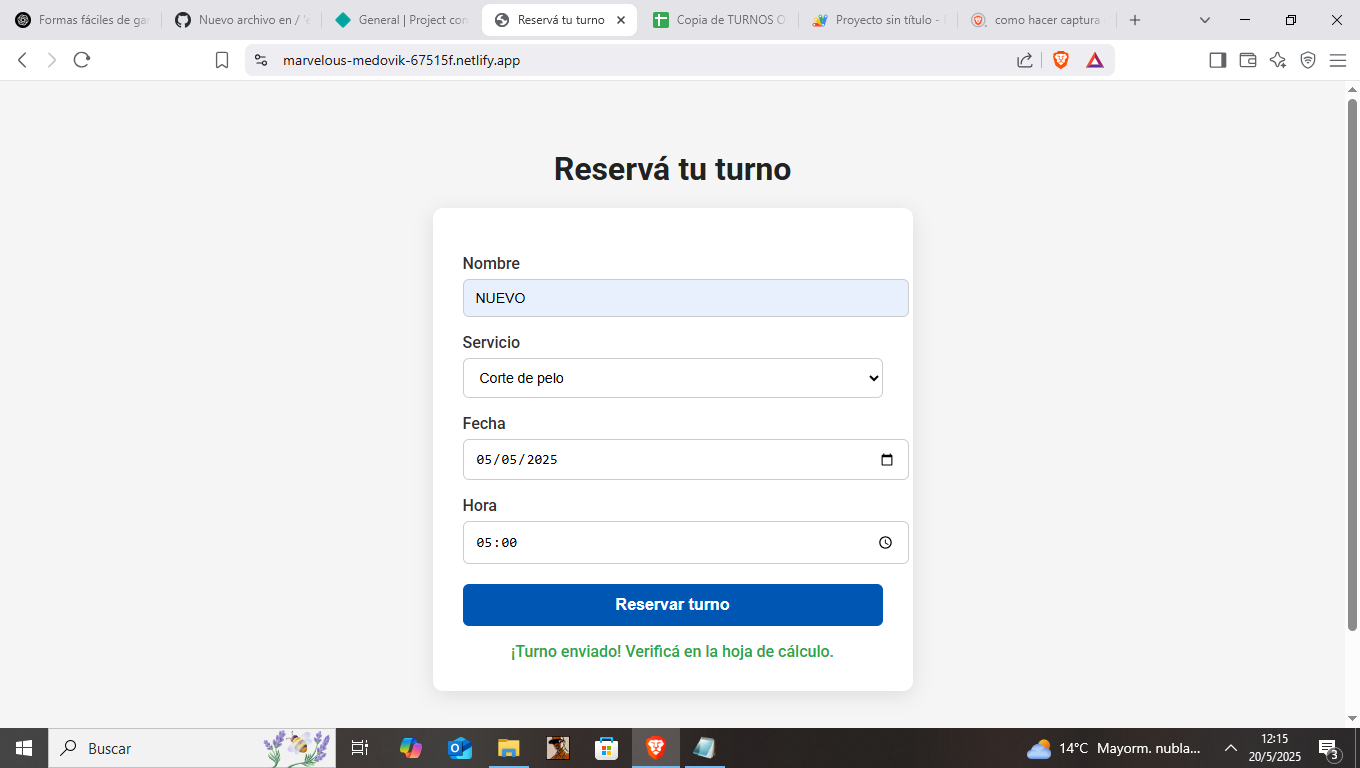 Formas fáciles de gar
Nuevo archivo en / 'e
General | Project con
Reservá tu turno
Copia de TURNOS O
Proyecto sin título -
como hacer captura
marvelous-medovik-67515f.netlify.app
Reservá tu turno
Nombre
NUEVO
Servicio
Corte de pelo
Fecha
05/05/2025
Hora
05:00
Reservar turno
¡Turno enviado! Verificá en la hoja de cálculo.
Buscar
14°C Mayorm. nubla...
12:15
20/5/2025
3